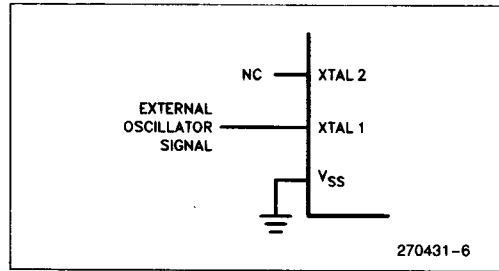 NC XTAL 2
EXTERNAL
OSCILLATOR
SIGNAL
XTAL 1
VSS
270431-6